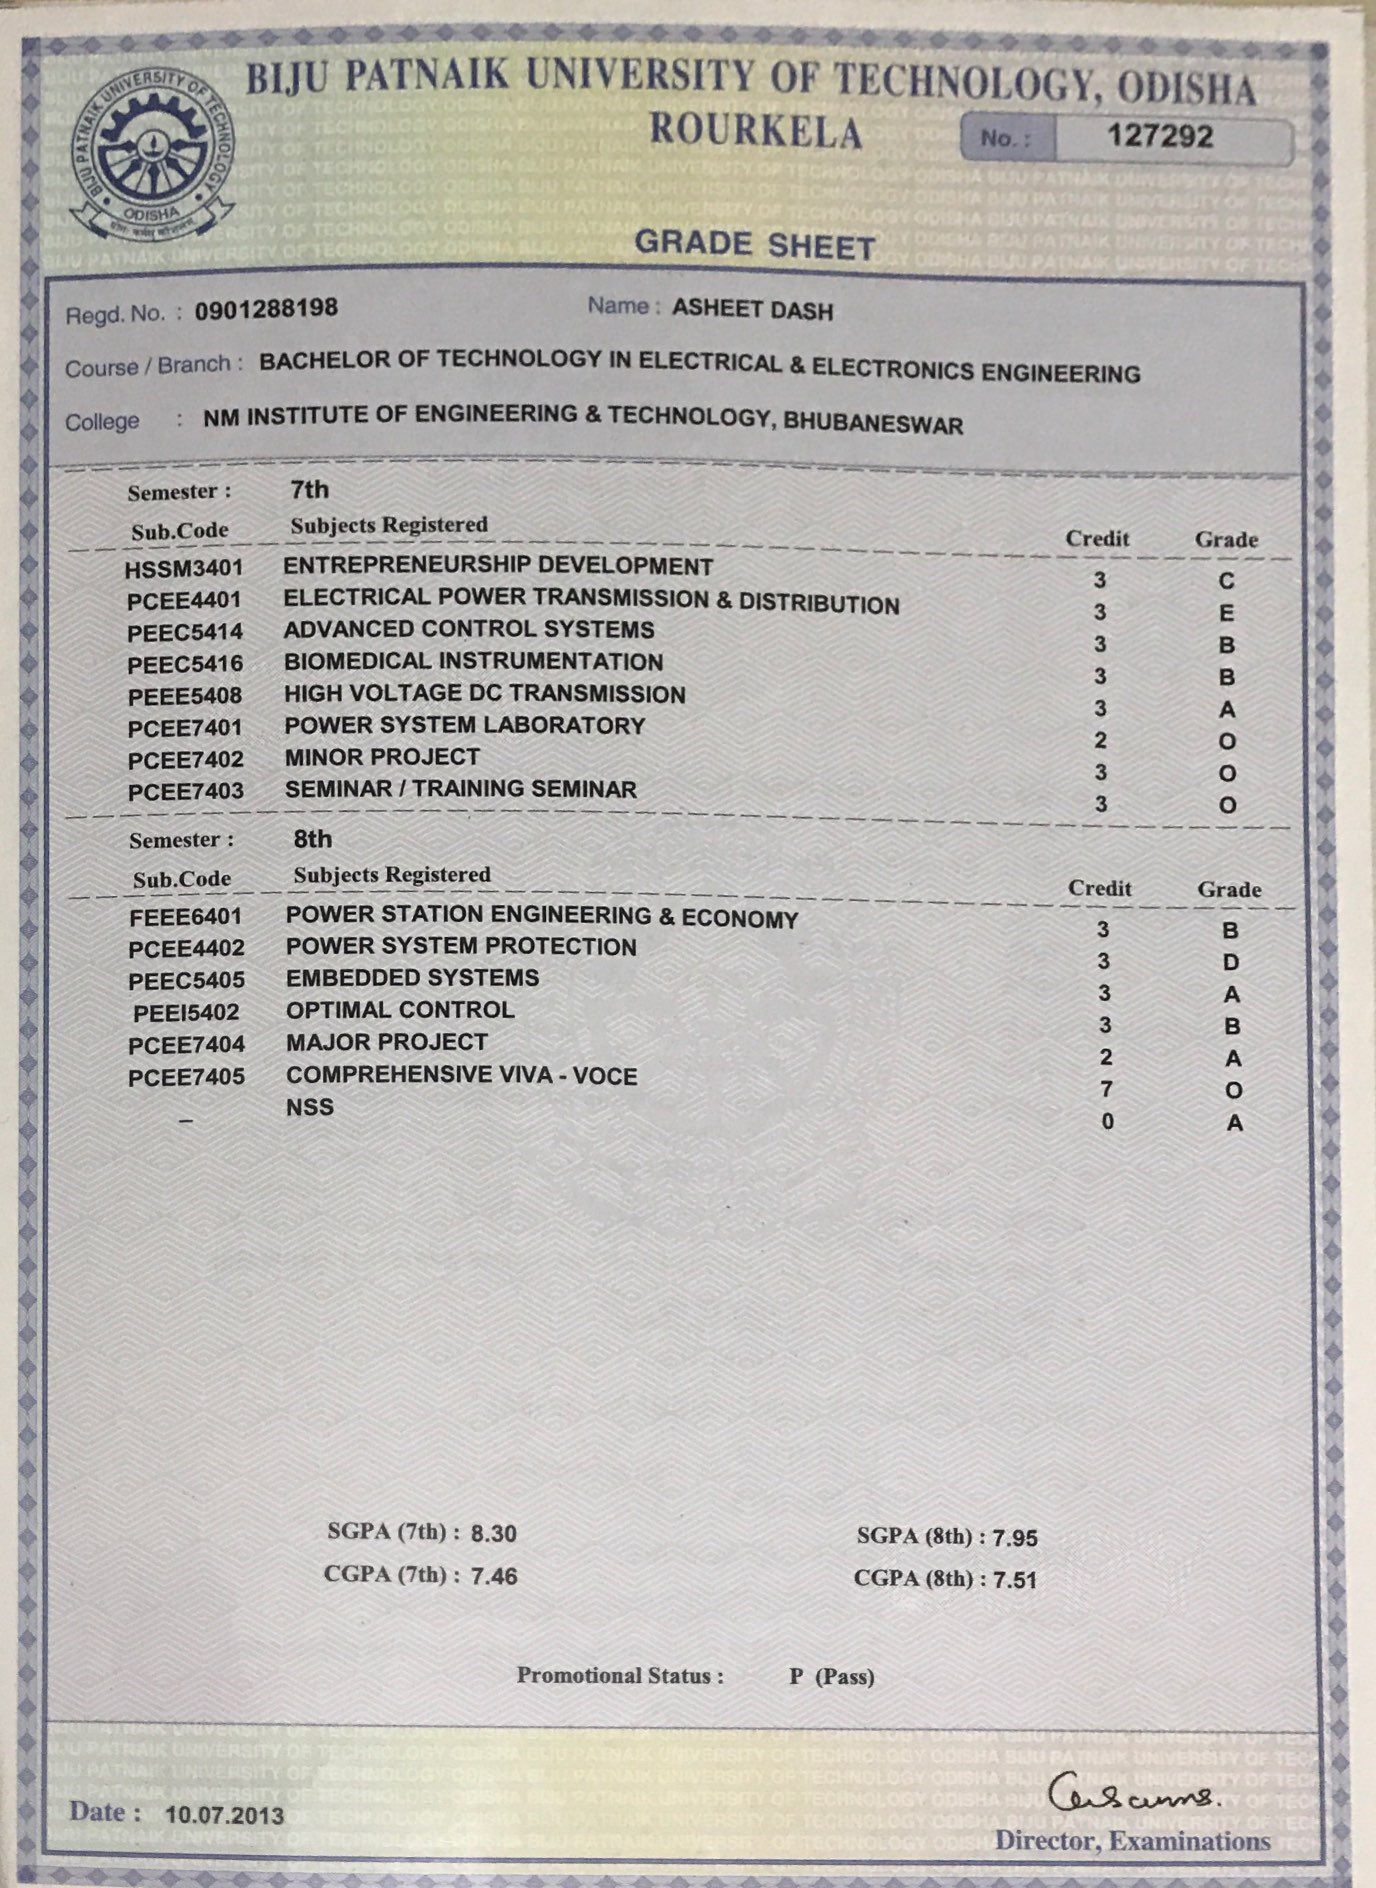 BIJU PATNAIK UNIVERSITY OF TECHNOLOGY, ODISHA
ROURKELA
No. : 127292
BIJU PATNAIK UNIVERSITY OF TECHNOLOGY
ODISHA
GRADE SHEET
Regd. No. : 0901288198 Name : ASHEET DASH
Course / Branch : BACHELOR OF TECHNOLOGY IN ELECTRICAL & ELECTRONICS ENGINEERING
College : NM INSTITUTE OF ENGINEERING & TECHNOLOGY, BHUBANESWAR
Semester : 7th
Sub.Code Subjects Registered Credit Grade
HSSM3401 ENTREPRENEURSHIP DEVELOPMENT 3 C
PCEE4401 ELECTRICAL POWER TRANSMISSION & DISTRIBUTION 3 E
PEEC5414 ADVANCED CONTROL SYSTEMS 3 B
PEEC5416 BIOMEDICAL INSTRUMENTATION 3 B
PEEE5408 HIGH VOLTAGE DC TRANSMISSION 3 A
PCEE7401 POWER SYSTEM LABORATORY 2 O
PCEE7402 MINOR PROJECT 3 O
PCEE7403 SEMINAR / TRAINING SEMINAR 3 O
Semester : 8th
Sub.Code Subjects Registered Credit Grade
FEEE6401 POWER STATION ENGINEERING & ECONOMY 3 B
PCEE4402 POWER SYSTEM PROTECTION 3 D
PEEC5405 EMBEDDED SYSTEMS 3 A
PEEI5402 OPTIMAL CONTROL 3 B
PCEE7404 MAJOR PROJECT 2 A
PCEE7405 COMPREHENSIVE VIVA - VOCE 7 O
– NSS 0 A
SGPA (7th) : 8.30 SGPA (8th) : 7.95
CGPA (7th) : 7.46 CGPA (8th) : 7.51
Promotional Status : P (Pass)
Date : 10.07.2013
Director, Examinations